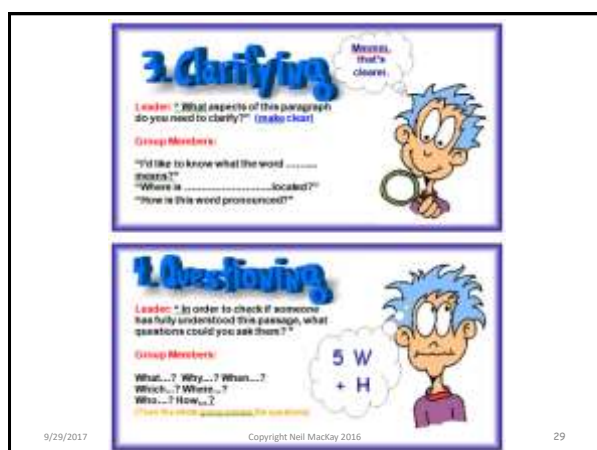 3. Clarifying
Mmmm,
that's
clearer.
Leader: " What aspects of this paragraph
do you need to clarify?" (make clear)
Group Members:
"I'd like to know what the word ..........
means?"
"Where is ............................located?"
"How is this word pronounced?"
4. Questioning
Leader: " In order to check if someone
has fully understood this passage, what
questions could you ask them? "
Group Members:
What...? Why...? When...?
Which...? Where...?
Who...? How...?
5 W
+ H
9/29/2017
Copyright Neil MacKay 2016
29